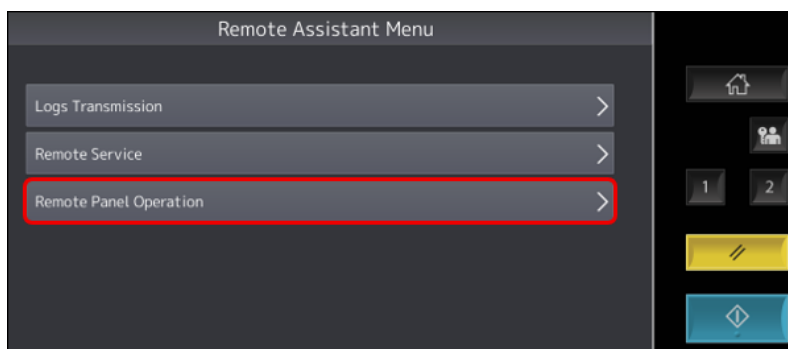 Remote Assistant Menu
Logs Transmission
Remote Service
Remote Panel Operation
1 2